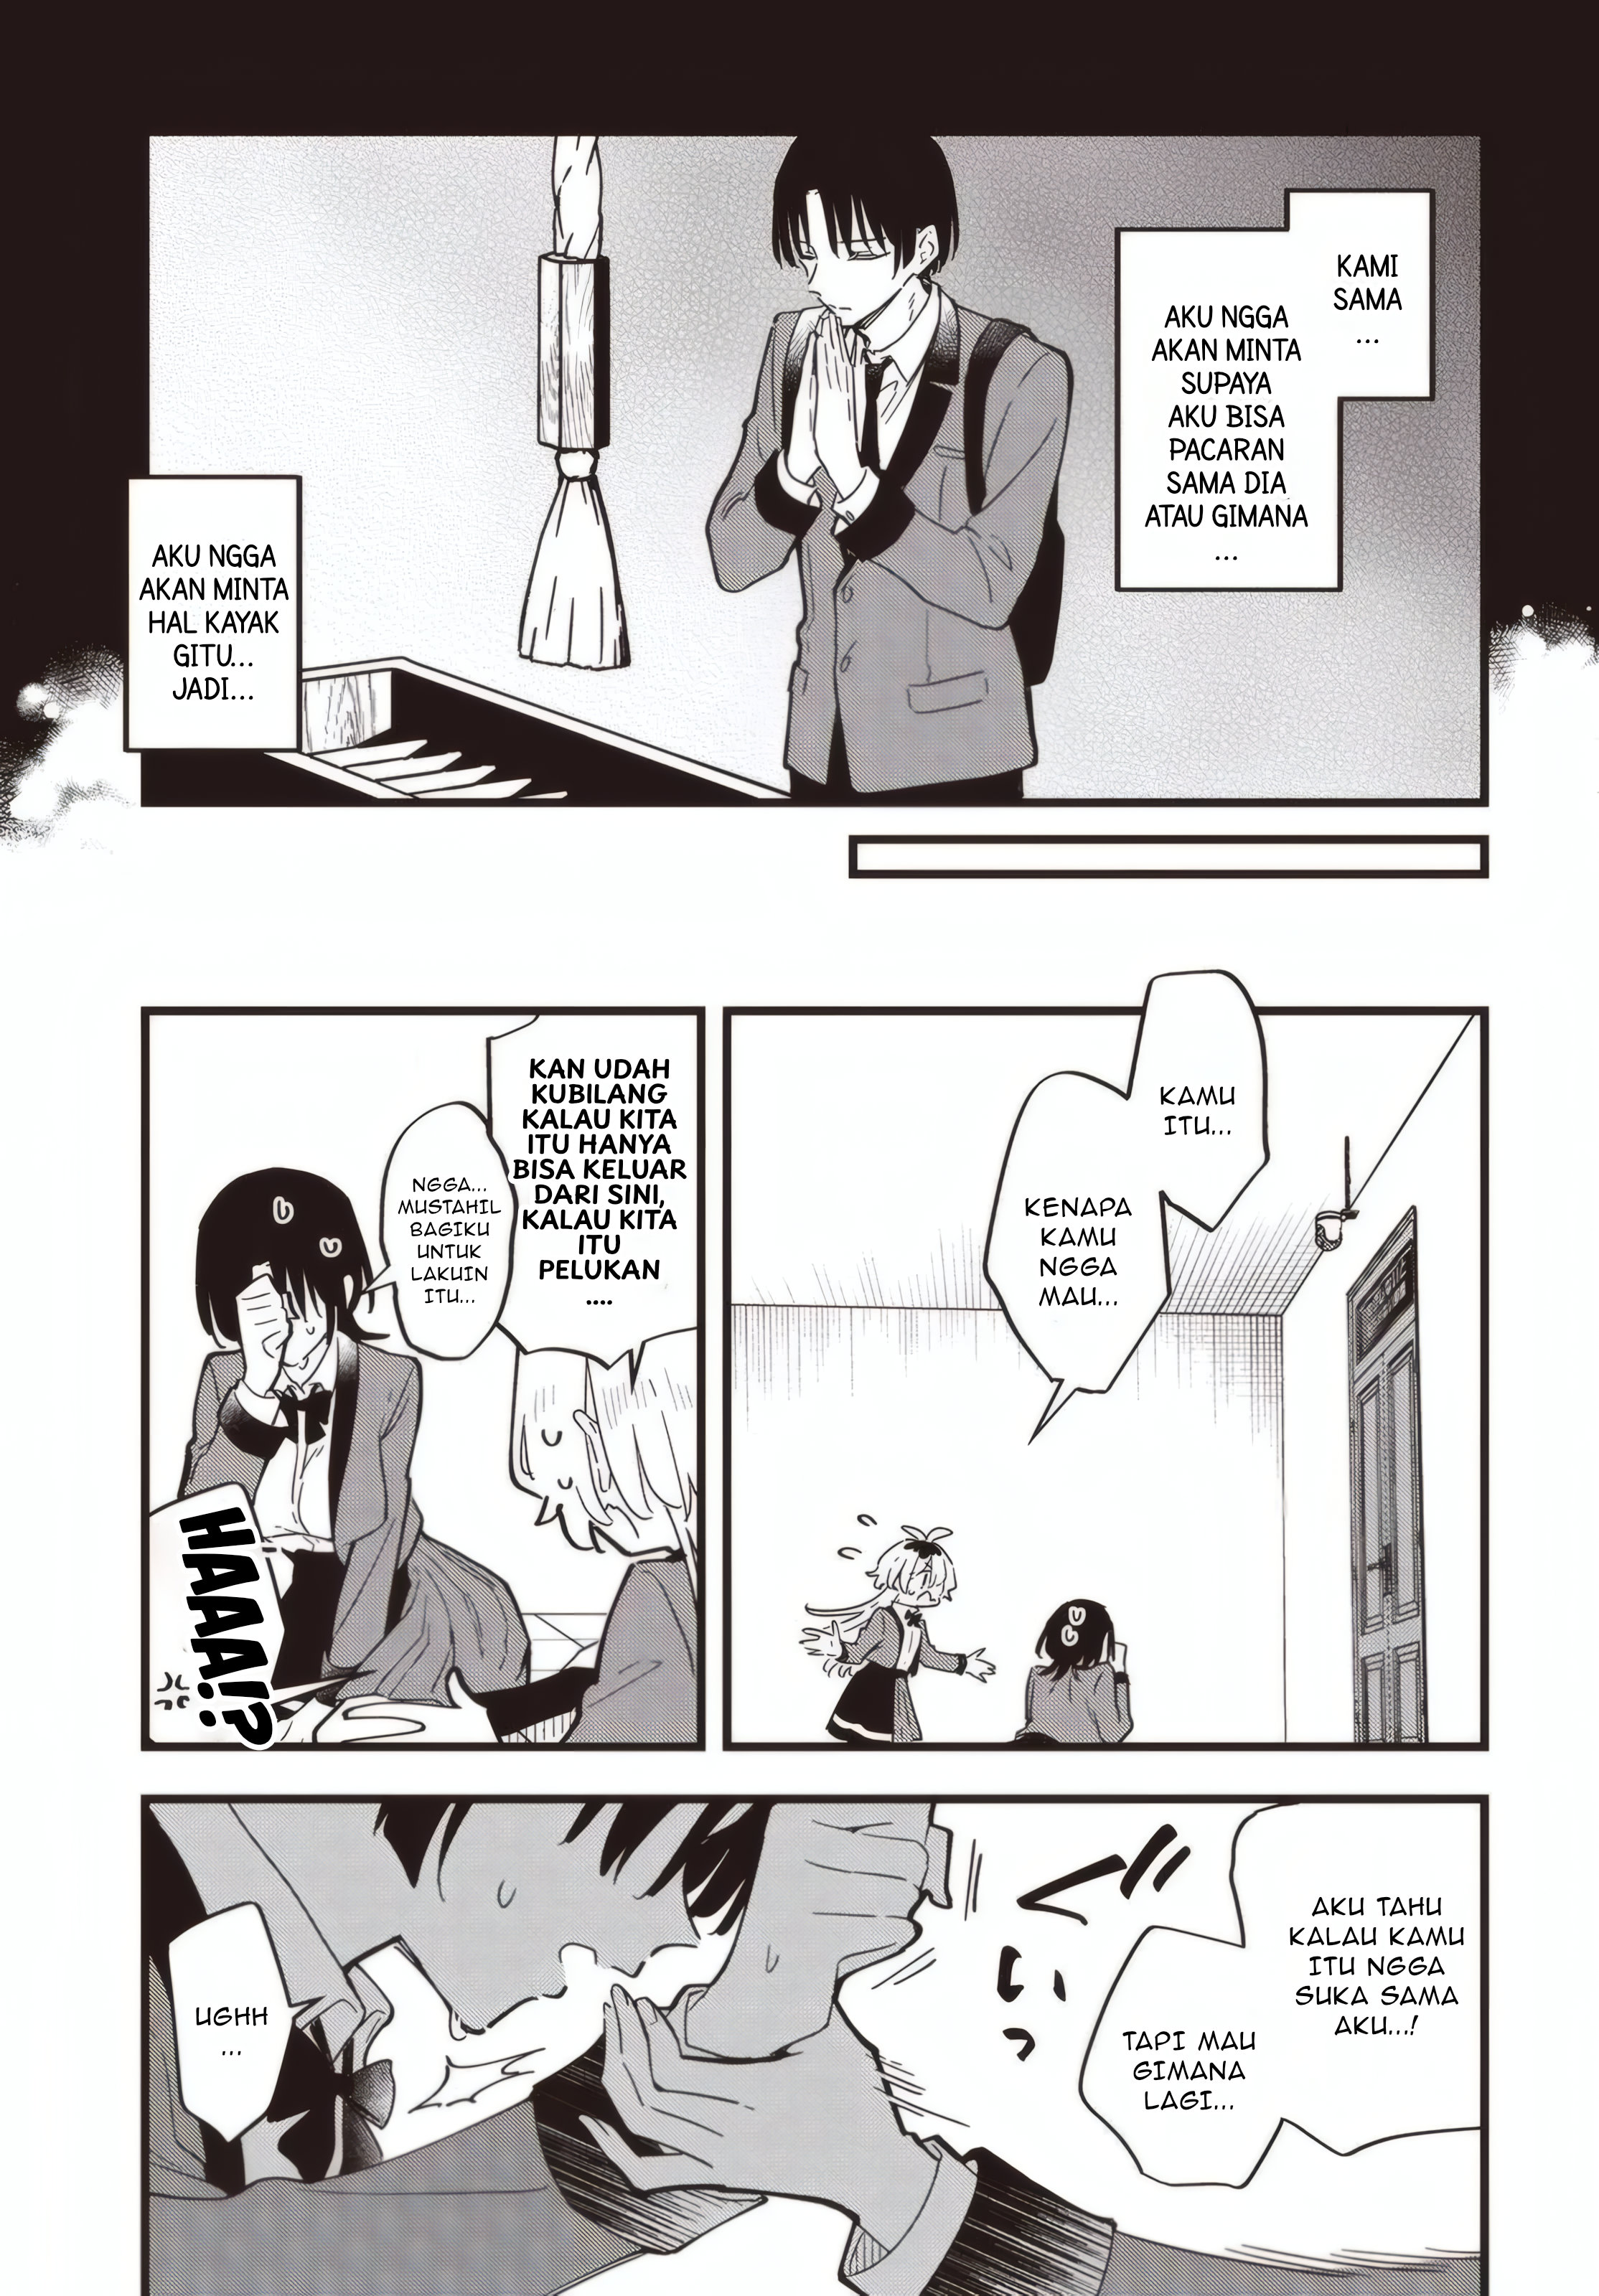 KAMI
SAMA
...
AKU NGGA
AKAN MINTA
SUPAYA
AKU BISA
PACARAN
SAMA DIA
ATAU GIMANA
...
AKU NGGA
AKAN MINTA
HAL KAYAK
GITU...
JADI...
KAMU
ITU...
KENAPA
KAMU
NGGA
MAU...
KAN UDAH
KUBILANG
KALAU KITA
ITU HANYA
BISA KELUAR
DARI SINI,
KALAU KITA
ITU
PELUKAN
....
NGGA...
MUSTAHIL
BAGIKU
UNTUK
LAKUIN
ITU...
HAAA!?
AKU TAHU
KALAU KAMU
ITU NGGA
SUKA SAMA
AKU...!
TAPI MAU
GIMANA
LAGI...
ぐいっ
UGHH
...